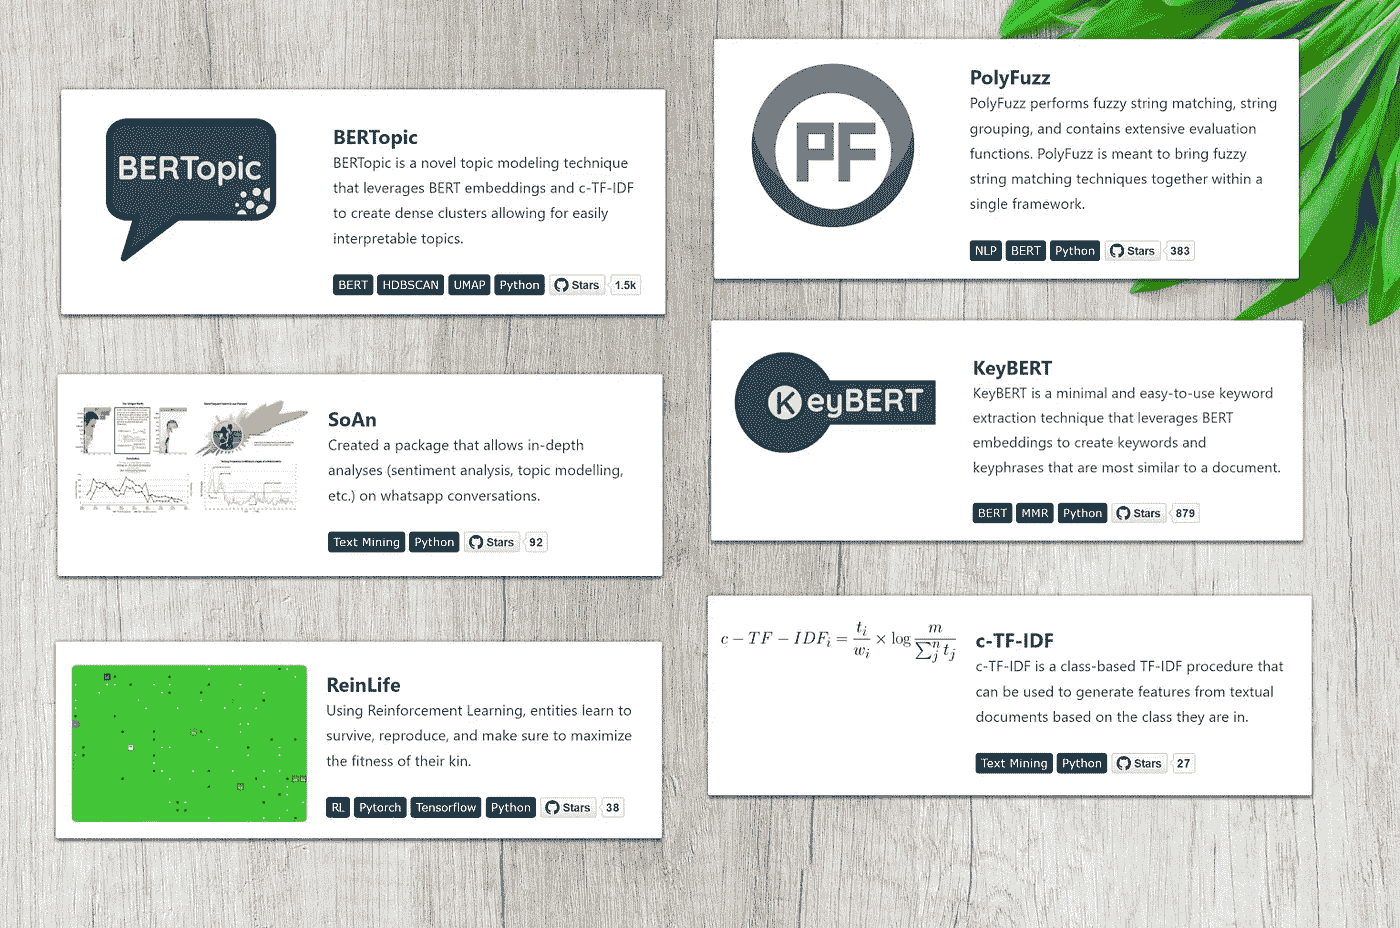 BERTopic
BERTopic
BERTopic is a novel topic modeling technique
that leverages BERT embeddings and c-TF-IDF
to create dense clusters allowing for easily
interpretable topics.
BERT HDBSCAN UMAP Python Stars 1.5k
SoAn
Created a package that allows in-depth
analyses (sentiment analysis, topic modelling,
etc.) on whatsapp conversations.
Text Mining Python Stars 92
ReinLife
Using Reinforcement Learning, entities learn to
survive, reproduce, and make sure to maximize
the fitness of their kin.
RL Pytorch Tensorflow Python Stars 38
PF
PolyFuzz
PolyFuzz performs fuzzy string matching, string
grouping, and contains extensive evaluation
functions. PolyFuzz is meant to bring fuzzy
string matching techniques together within a
single framework.
NLP BERT Python Stars 383
KeyBERT
KeyBERT
KeyBERT is a minimal and easy-to-use keyword
extraction technique that leverages BERT
embeddings to create keywords and
keyphrases that are most similar to a document.
BERT MMR Python Stars 879
c − TF − IDF_i = t_i / w_i × log m / ∑_j^n t_j
c-TF-IDF
c-TF-IDF is a class-based TF-IDF procedure that
can be used to generate features from textual
documents based on the class they are in.
Text Mining Python Stars 27